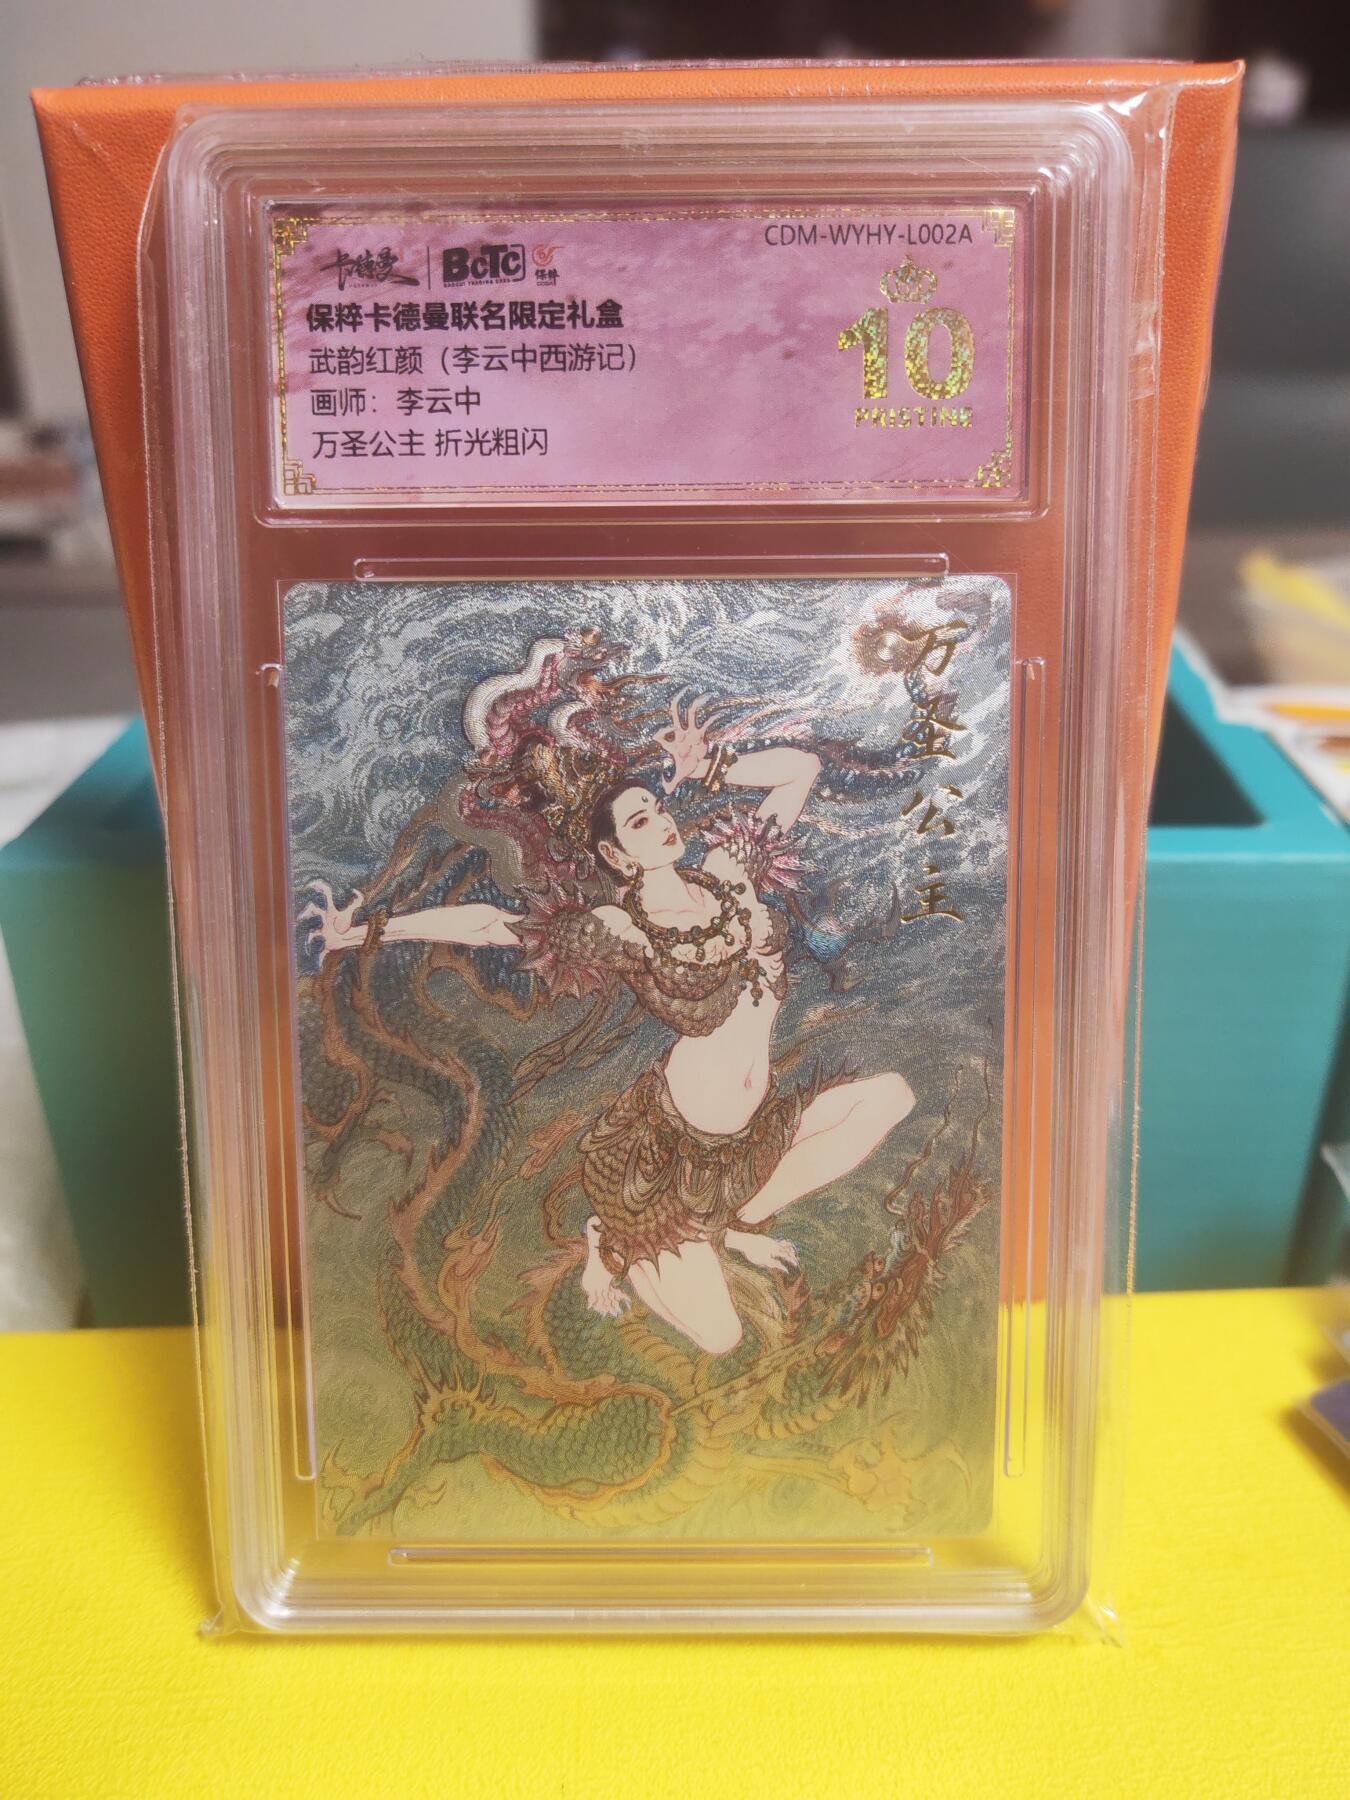 CDM-WYHY-L002A
卡德曼 BCTC 保粹
保粹卡德曼联名限定礼盒
武韵红颜（李云中西游记）
画师：李云中
万圣公主 折光粗闪
10
PRISTINE
万圣公主